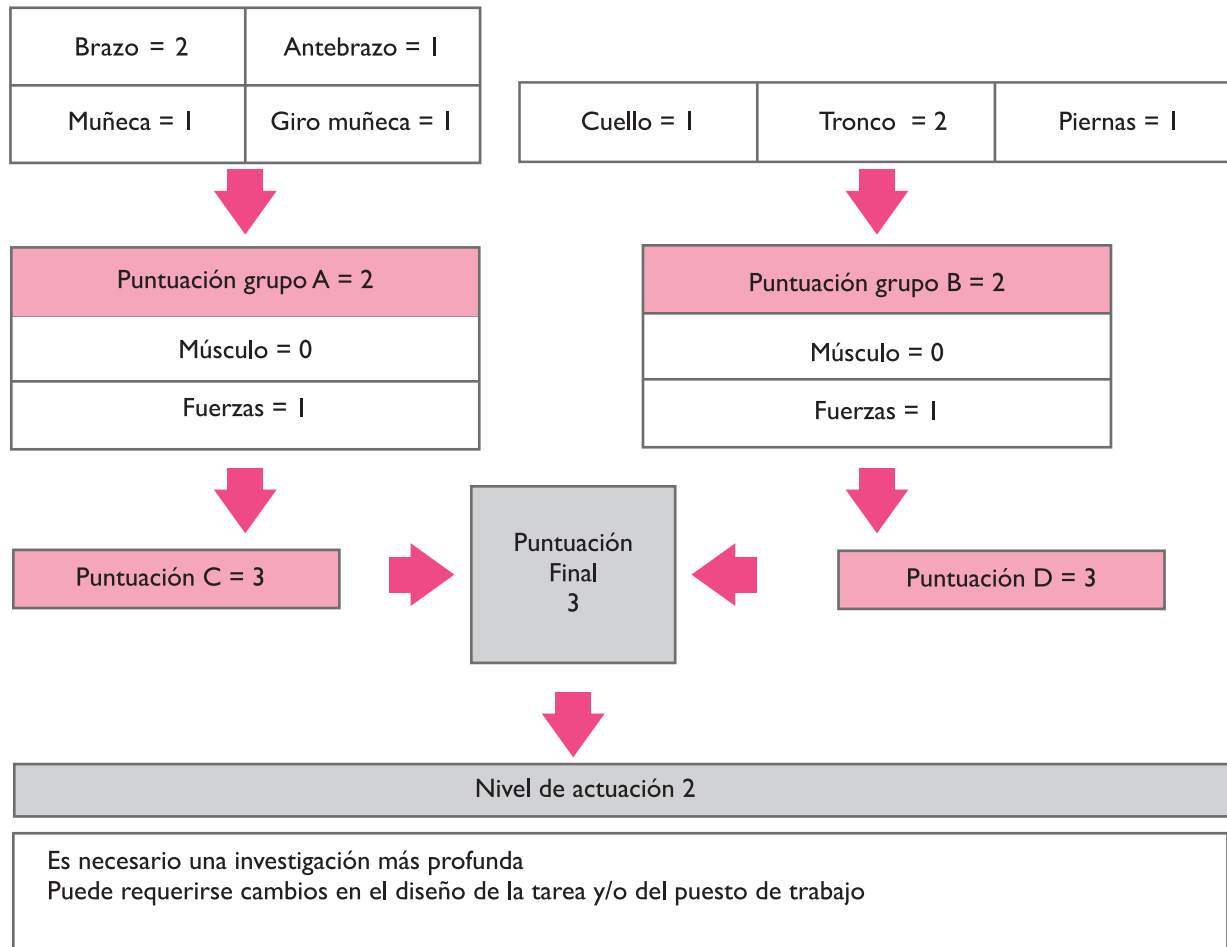 Brazo = 2
Antebrazo = 1
Muñeca = 1
Giro muñeca = 1
Cuello = 1
Tronco = 2
Piernas = 1
Puntuación grupo A = 2
Músculo = 0
Fuerzas = 1
Puntuación grupo B = 2
Músculo = 0
Fuerzas = 1
Puntuación C = 3
Puntuación
Final
3
Puntuación D = 3
Nivel de actuación 2
Es necesario una investigación más profunda
Puede requerirse cambios en el diseño de la tarea y/o del puesto de trabajo